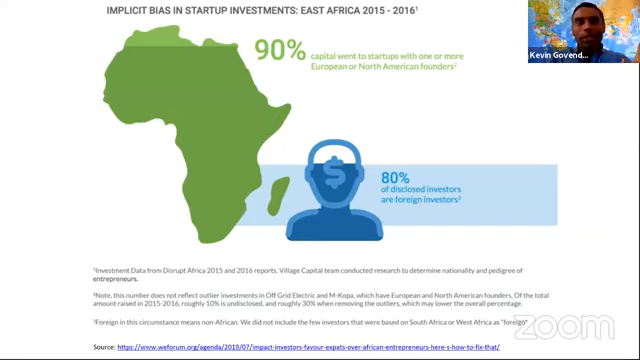 IMPLICIT BIAS IN STARTUP INVESTMENTS: EAST AFRICA 2015 - 2016¹
90% capital went to startups with one or more
European or North American founders²
Kevin Govend...
$
80%
of disclosed investors
are foreign investors³
¹Investment Data from Disrupt Africa 2015 and 2016 reports. Village Capital team conducted research to determine nationality and pedigree of
entrepreneurs.
²Note, this number does not reflect outlier investments in Off Grid Electric and M-Kopa, which have European and North American founders. Of the total
amount raised in 2015-2016, roughly 10% is undisclosed, and roughly 30% when removing the outliers, which may lower the overall percentage.
³Foreign in this circumstance means non-African. We did not include the few investors that were based on South Africa or West Africa as "foreign"
zoom
Source: https://www.weforum.org/agenda/2019/07/impact-investors-favour-expats-over-african-entrepreneurs-here-s-how-to-fix-that/